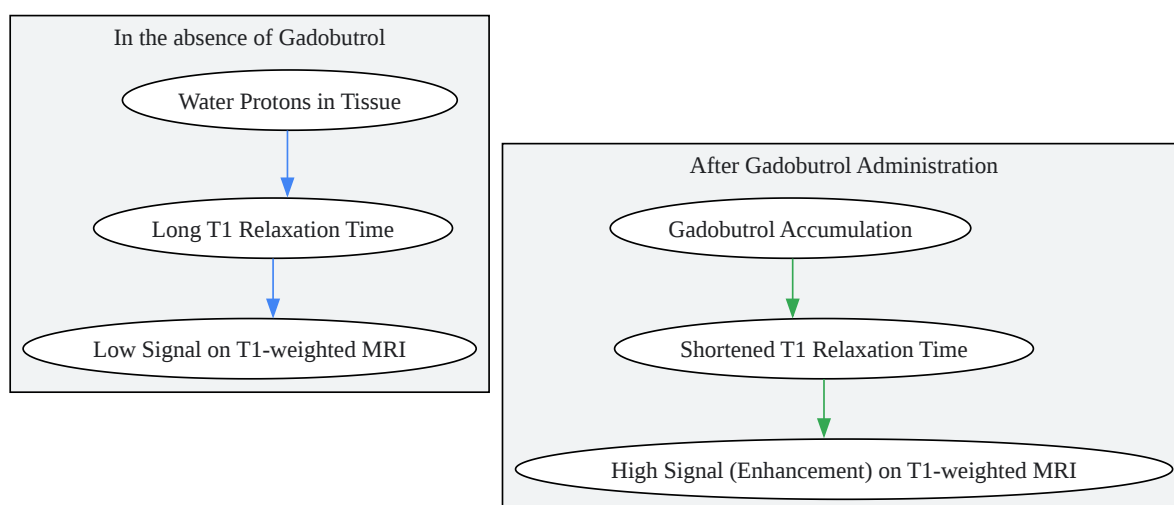 In the absence of Gadobutrol
Water Protons in Tissue
Long T1 Relaxation Time
Low Signal on T1-weighted MRI
After Gadobutrol Administration
Gadobutrol Accumulation
Shortened T1 Relaxation Time
High Signal (Enhancement) on T1-weighted MRI